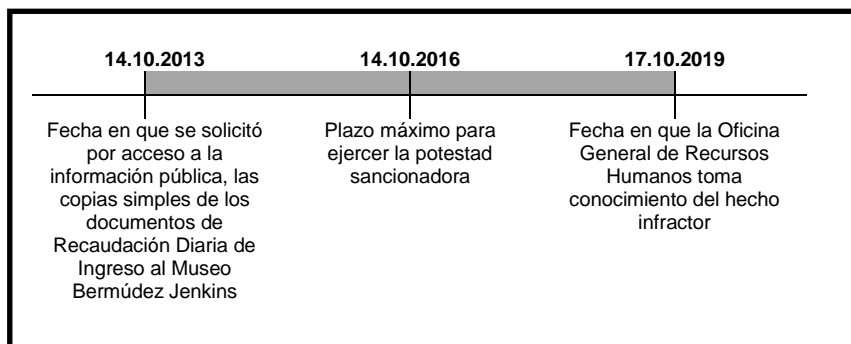 14.10.2013
14.10.2016
17.10.2019
Fecha en que se solicitó
por acceso a la
información pública, las
copias simples de los
documentos de
Recaudación Diaria de
Ingreso al Museo
Bermúdez Jenkins
Plazo máximo para
ejercer la potestad
sancionadora
Fecha en que la Oficina
General de Recursos
Humanos toma
conocimiento del hecho
infractor